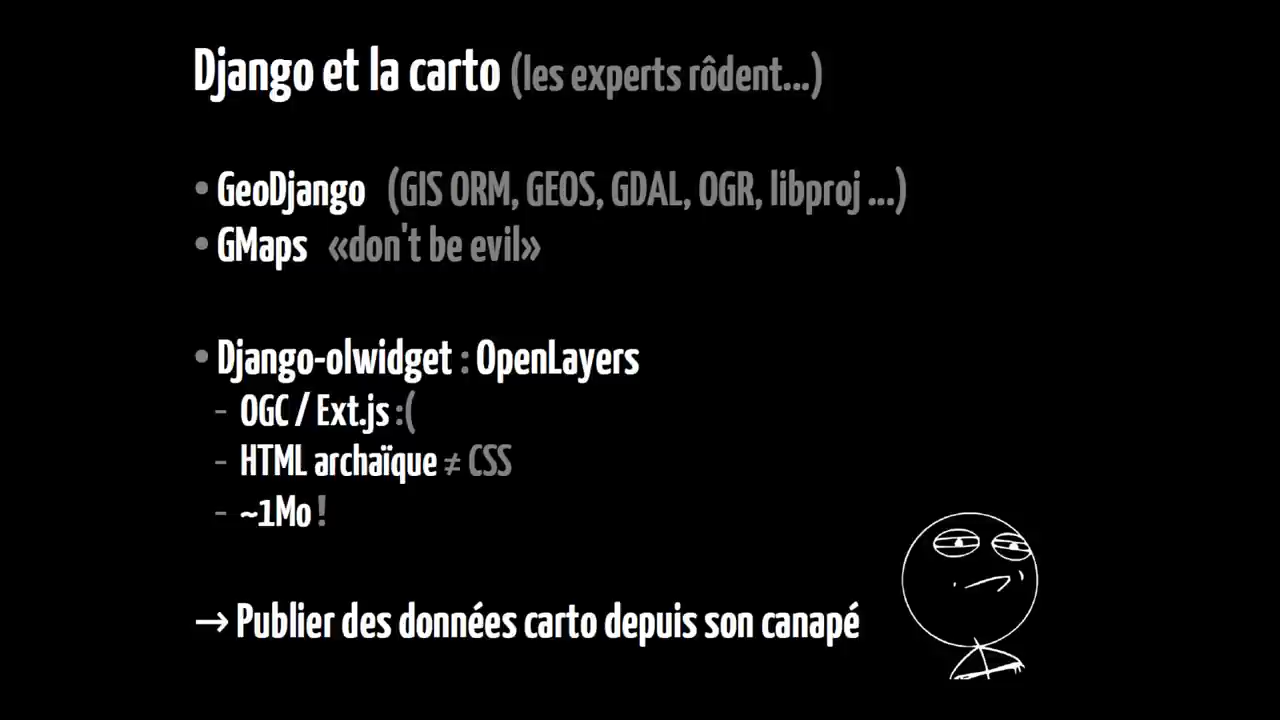 Django et la carto (les experts rôdent...)
• GeoDjango (GIS ORM, GEOS, GDAL, OGR, libproj ...)
• GMaps «don't be evil»
• Django-olwidget : OpenLayers
- OGC / Ext.js :(
- HTML archaïque ≠ CSS
- ~1Mo !
→ Publier des données carto depuis son canapé